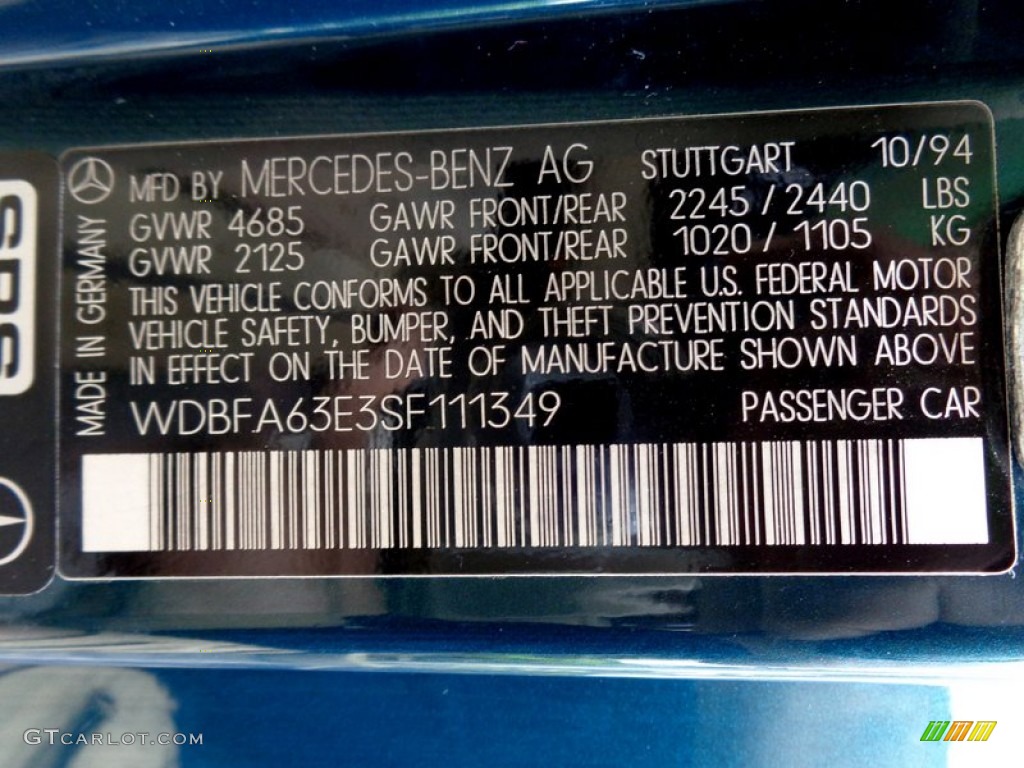 MFD BY MERCEDES-BENZ AG STUTTGART 10/94
GVWR 4685 GAWR FRONT/REAR 2245 / 2440 LBS
GVWR 2125 GAWR FRONT/REAR 1020 / 1105 KG
THIS VEHICLE CONFORMS TO ALL APPLICABLE U.S. FEDERAL MOTOR
VEHICLE SAFETY, BUMPER, AND THEFT PREVENTION STANDARDS
IN EFFECT ON THE DATE OF MANUFACTURE SHOWN ABOVE
WDBFA63E3SF111349 PASSENGER CAR
MADE IN GERMANY
SRS
GTCARLOT.COM